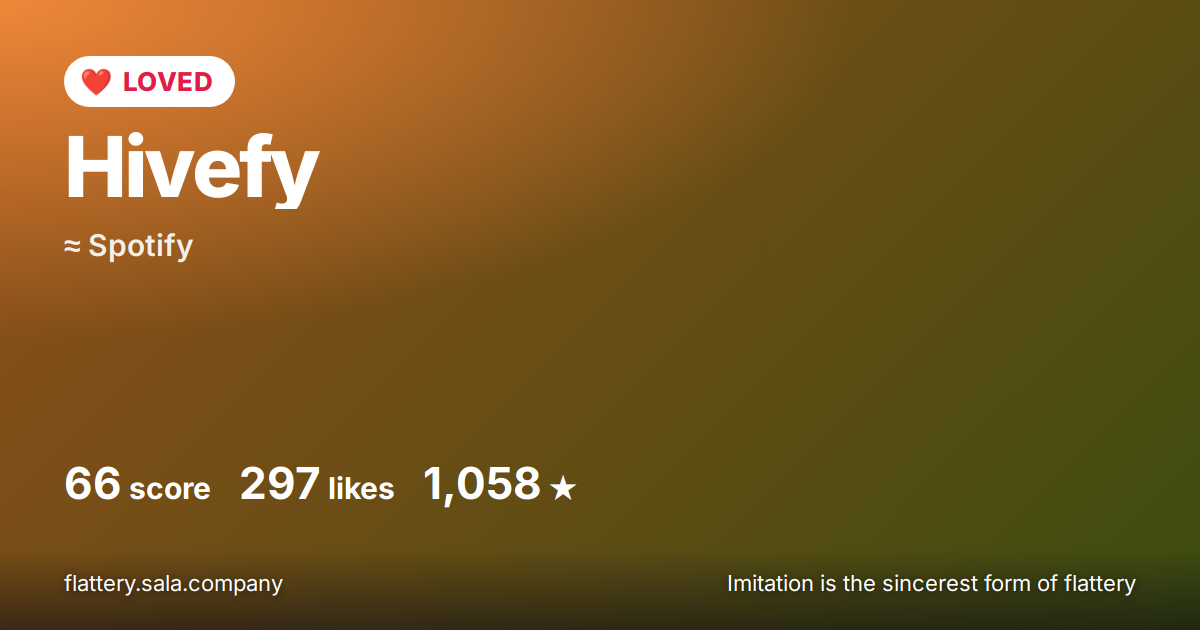 ❤️ LOVED
Hivefy
≈ Spotify
66 score 297 likes 1,058 ★
flattery.sala.company
Imitation is the sincerest form of flattery